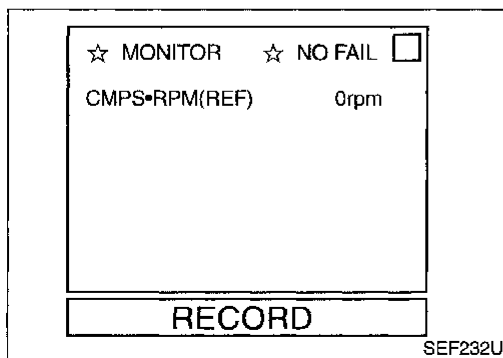 ☆ MONITOR ☆ NO FAIL
CMPS•RPM(REF) 0rpm
RECORD
SEF232U